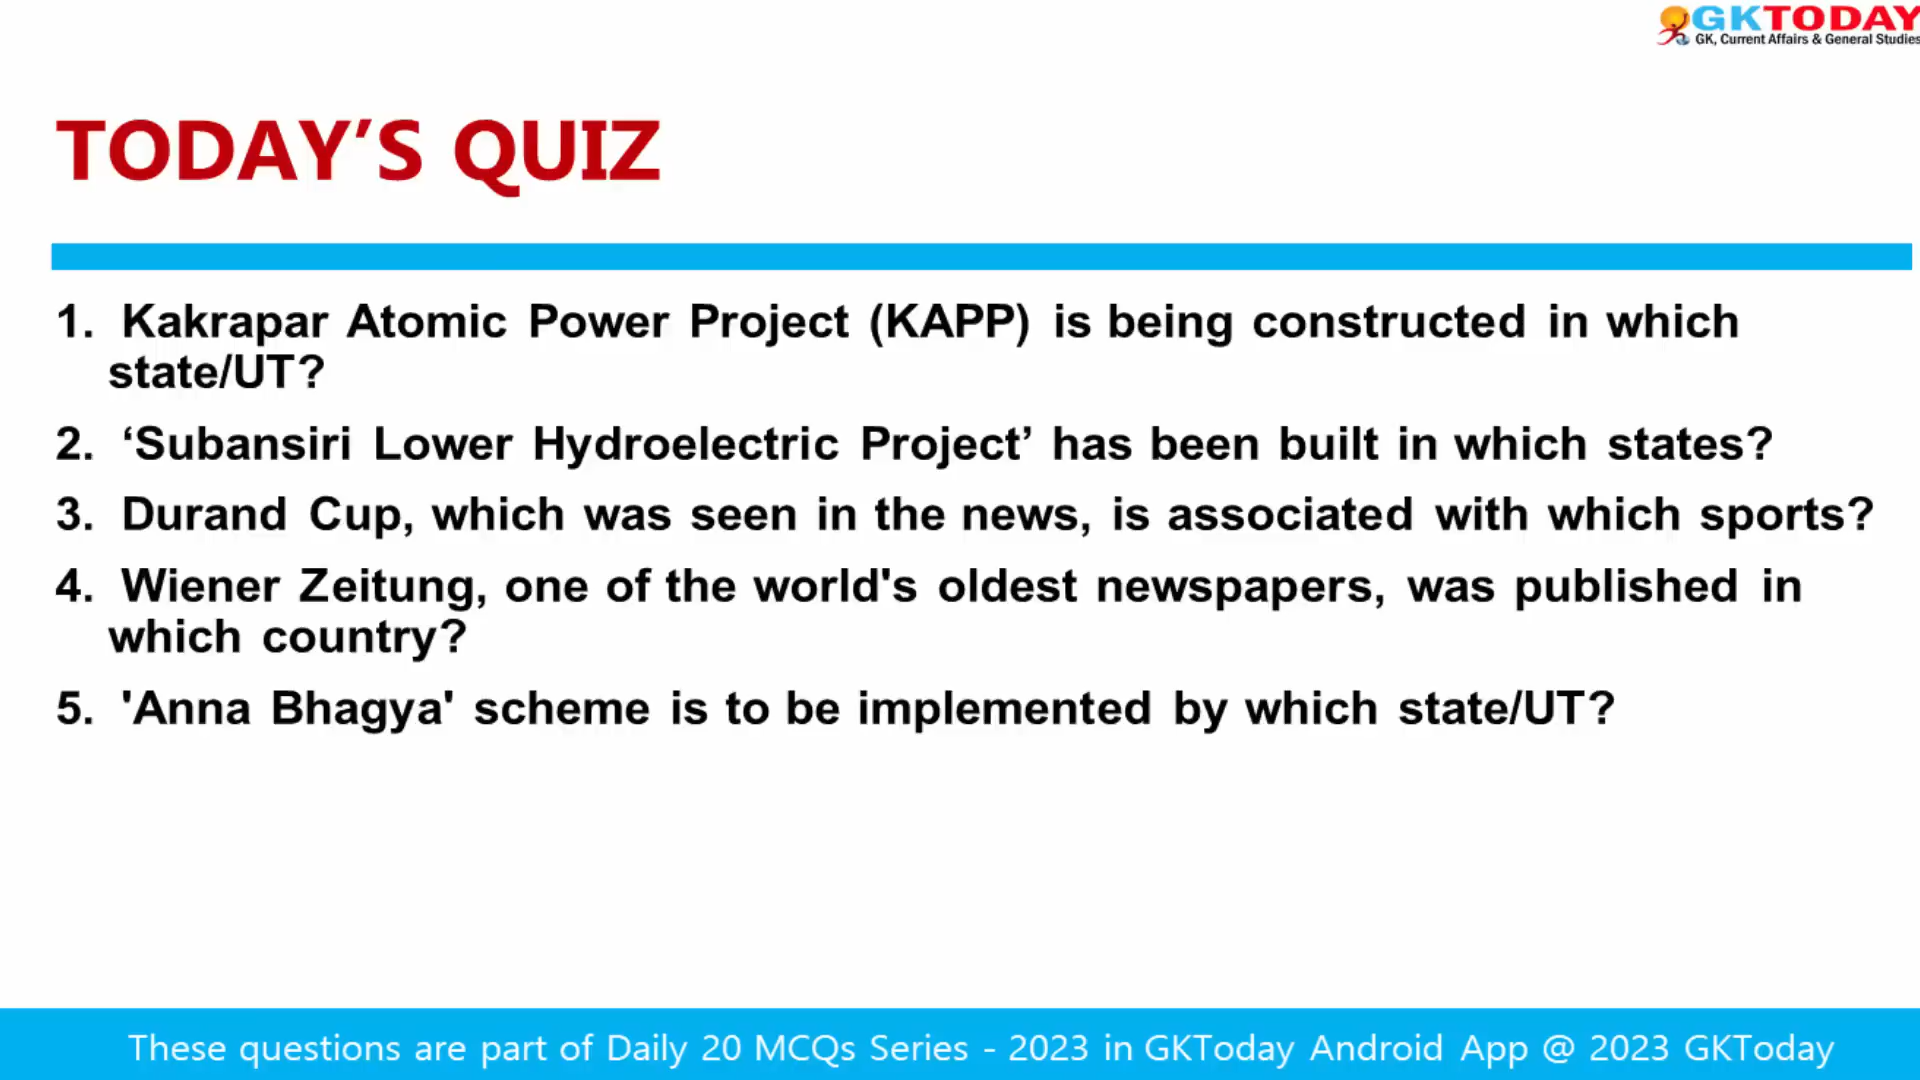 GKTODAY
GK, Current Affairs & General Studies
TODAY’S QUIZ
1. Kakrapar Atomic Power Project (KAPP) is being constructed in which
state/UT?
2. ‘Subansiri Lower Hydroelectric Project’ has been built in which states?
3. Durand Cup, which was seen in the news, is associated with which sports?
4. Wiener Zeitung, one of the world's oldest newspapers, was published in
which country?
5. 'Anna Bhagya' scheme is to be implemented by which state/UT?
These questions are part of Daily 20 MCQs Series - 2023 in GKToday Android App @ 2023 GKToday